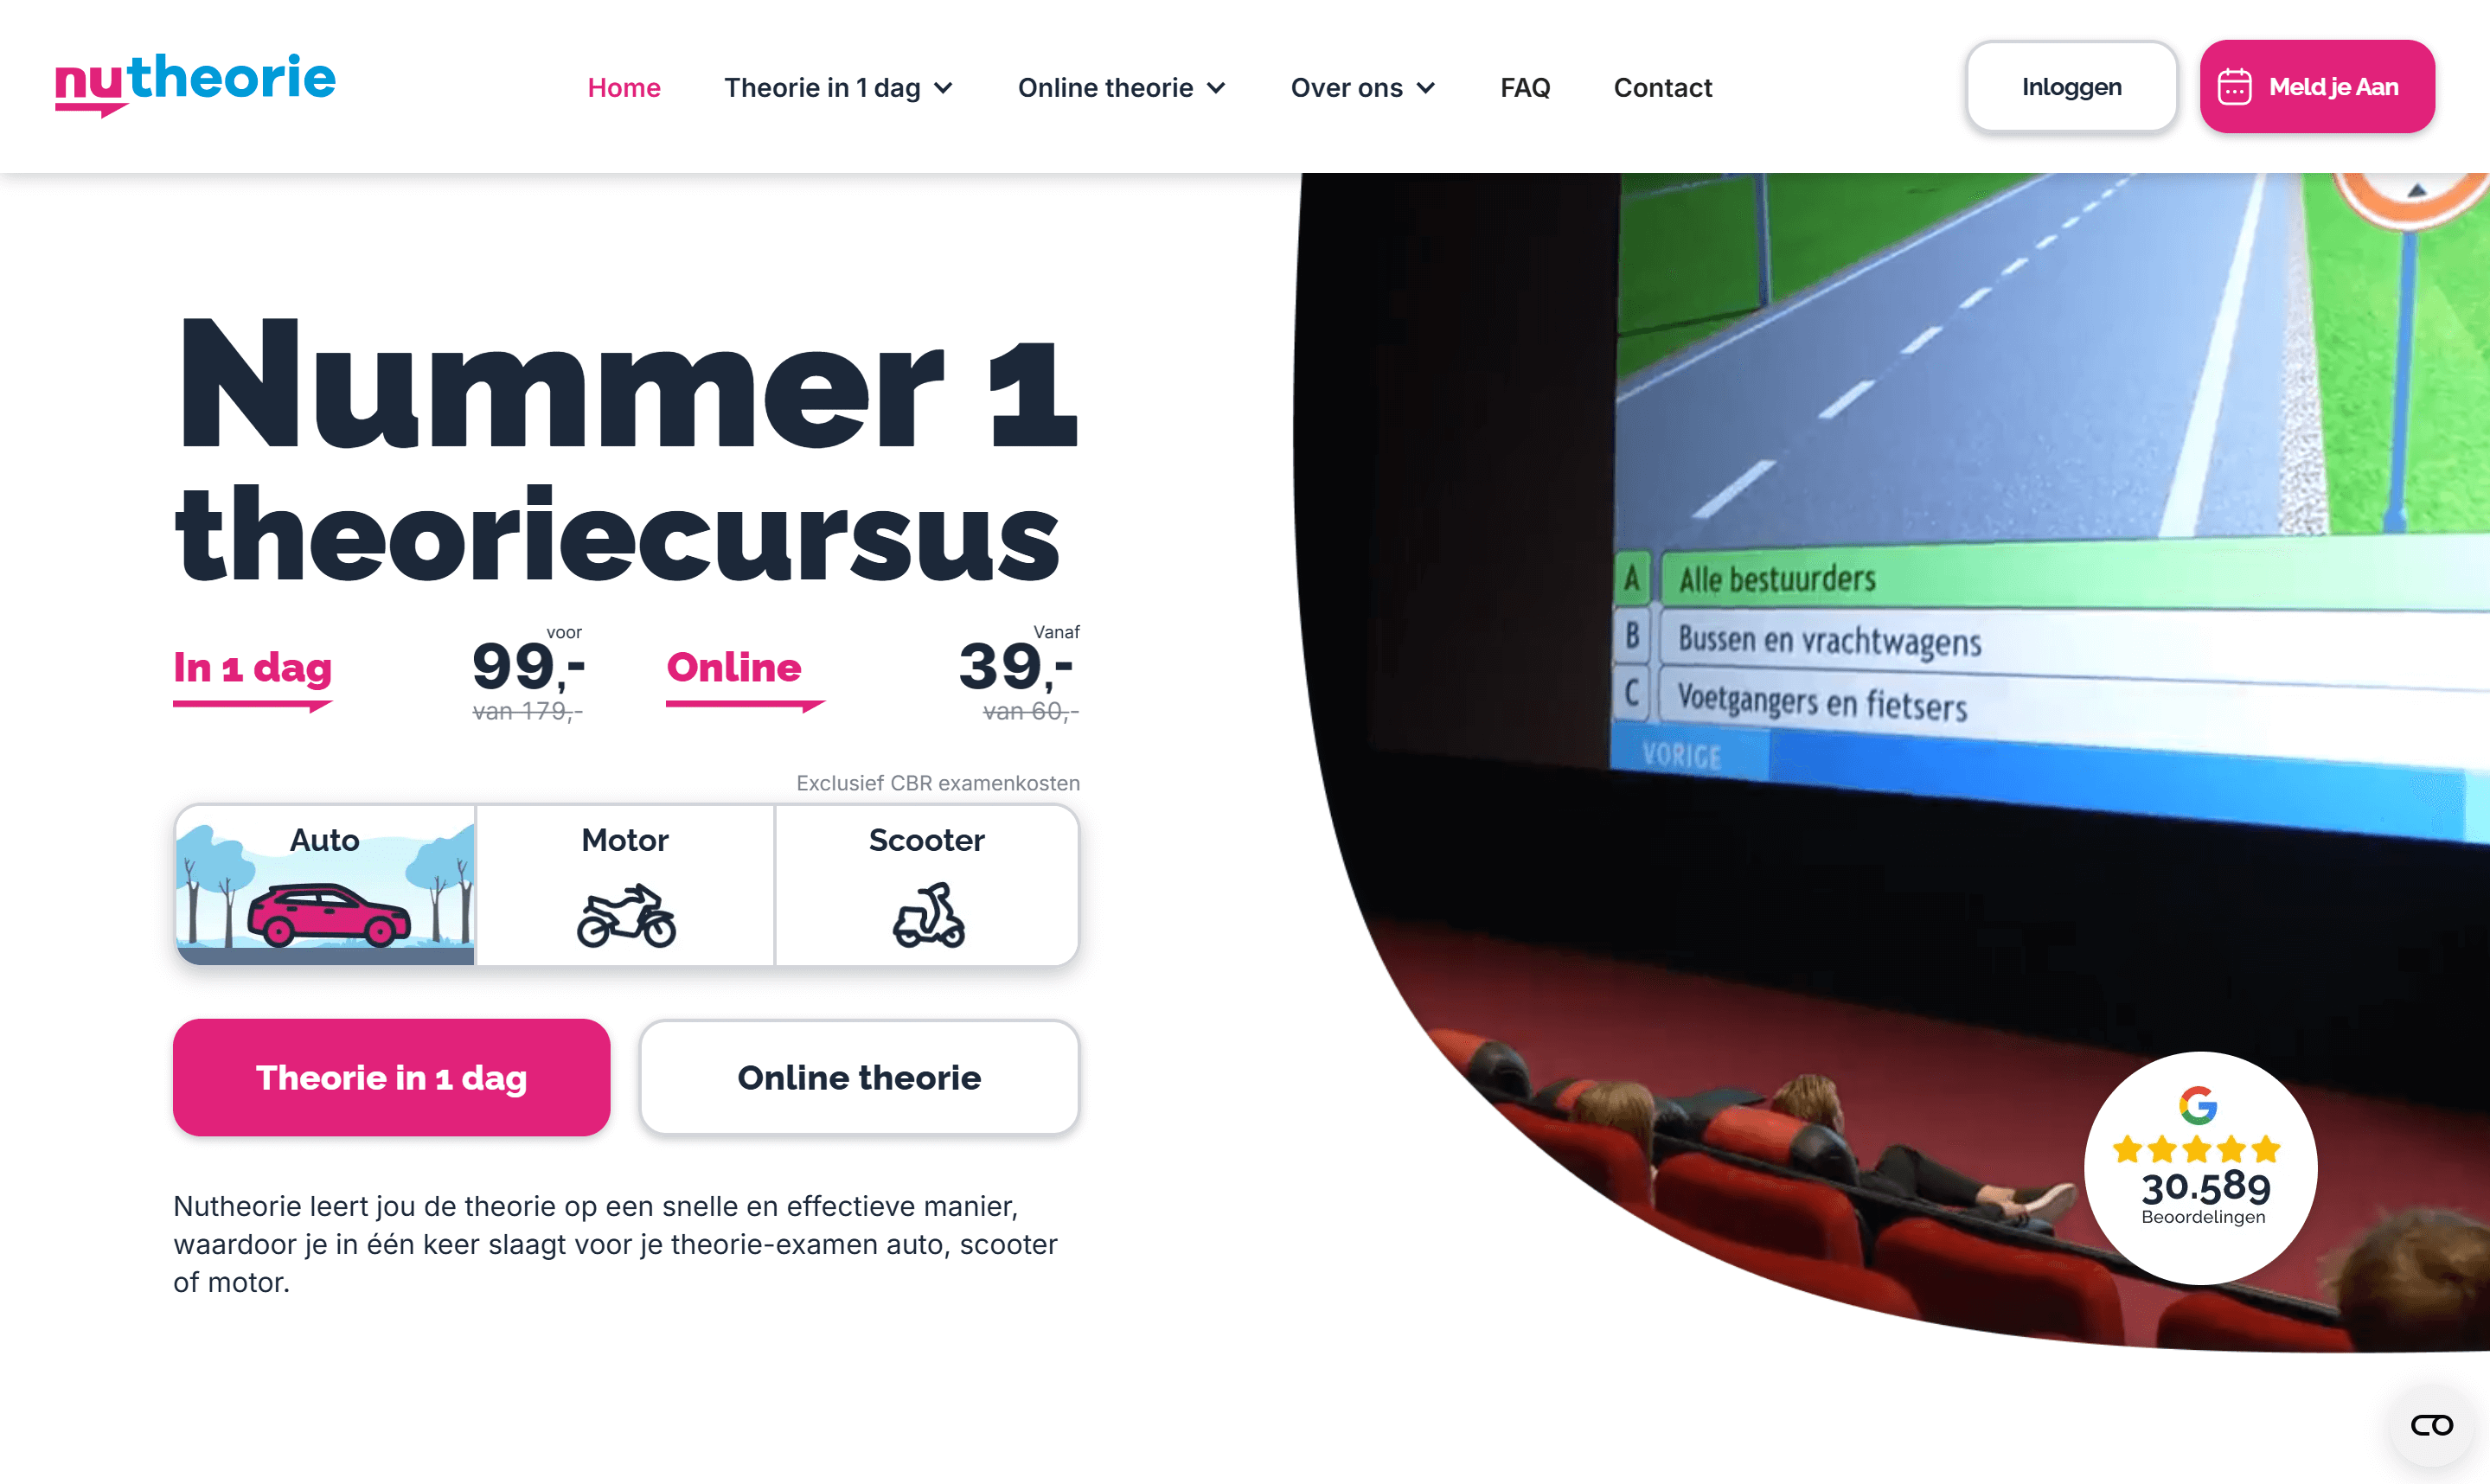 nutheorie
Home
Theorie in 1 dag
Online theorie
Over ons
FAQ
Contact
Inloggen
Meld je Aan
Nummer 1
theoriecursus
In 1 dag
voor
99,-
van 179,-
Online
Vanaf
39,-
van 60,-
Exclusief CBR examenkosten
Auto
Motor
Scooter
Theorie in 1 dag
Online theorie
Nutheorie leert jou de theorie op een snelle en effectieve manier,
waardoor je in één keer slaagt voor je theorie-examen auto, scooter
of motor.
A Alle bestuurders
B Bussen en vrachtwagens
C Voetgangers en fietsers
VORIGE
G
30.589
Beoordelingen